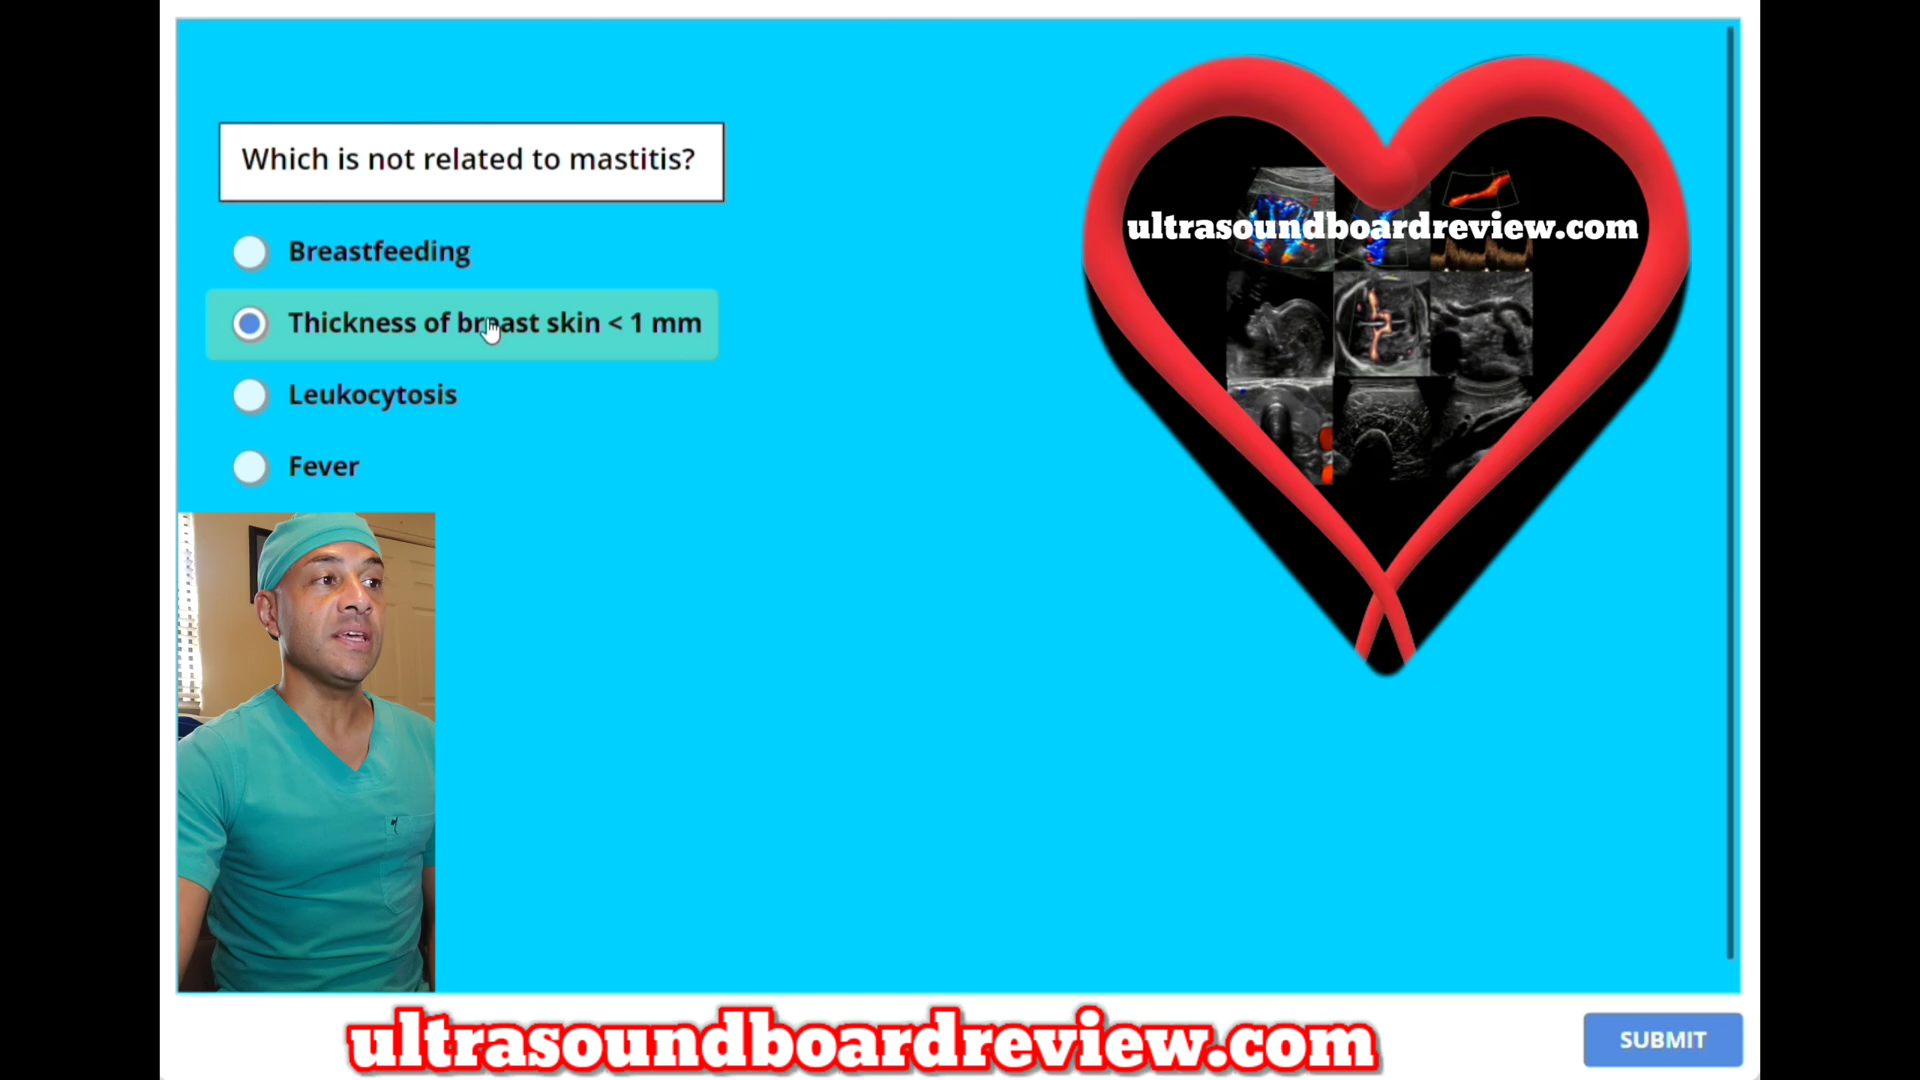 Which is not related to mastitis?
Breastfeeding
Thickness of breast skin < 1 mm
Leukocytosis
Fever
ultrasoundboardreview.com
ultrasoundboardreview.com
SUBMIT